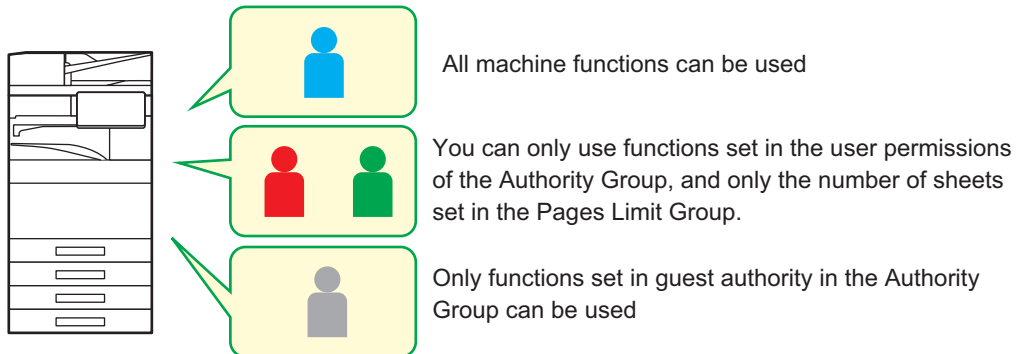 All machine functions can be used
You can only use functions set in the user permissions
of the Authority Group, and only the number of sheets
set in the Pages Limit Group.
Only functions set in guest authority in the Authority
Group can be used